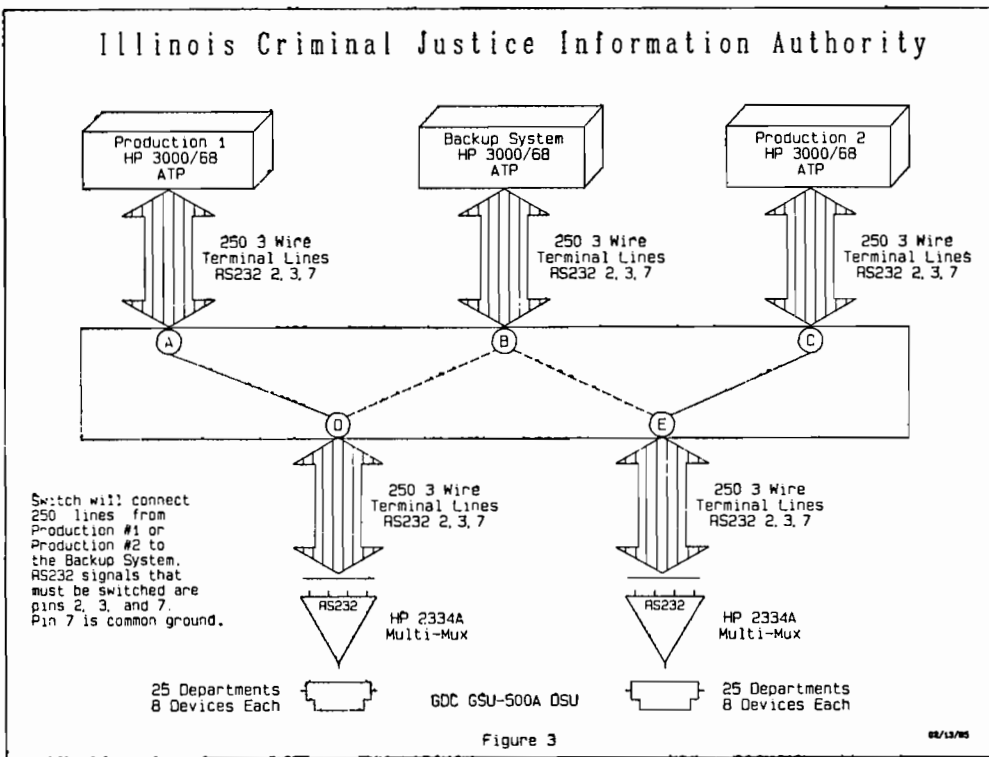 Illinois Criminal Justice Information Authority
Production 1
HP 3000/68
ATP
Backup System
HP 3000/68
ATP
Production 2
HP 3000/68
ATP
250 3 Wire
Terminal Lines
RS232 2, 3, 7
250 3 Wire
Terminal Lines
RS232 2, 3, 7
250 3 Wire
Terminal Lines
RS232 2, 3, 7
A
B
C
D
E
250 3 Wire
Terminal Lines
RS232 2, 3, 7
250 3 Wire
Terminal Lines
RS232 2, 3, 7
Switch will connect
250 lines from
Production #1 or
Production #2 to
the Backup System.
RS232 signals that
must be switched are
pins 2, 3, and 7.
Pin 7 is common ground.
RS232
HP 2334A
Multi-Mux
RS232
HP 2334A
Multi-Mux
25 Departments
8 Devices Each
GDC GSU-500A DSU
25 Departments
8 Devices Each
Figure 3
02/13/85